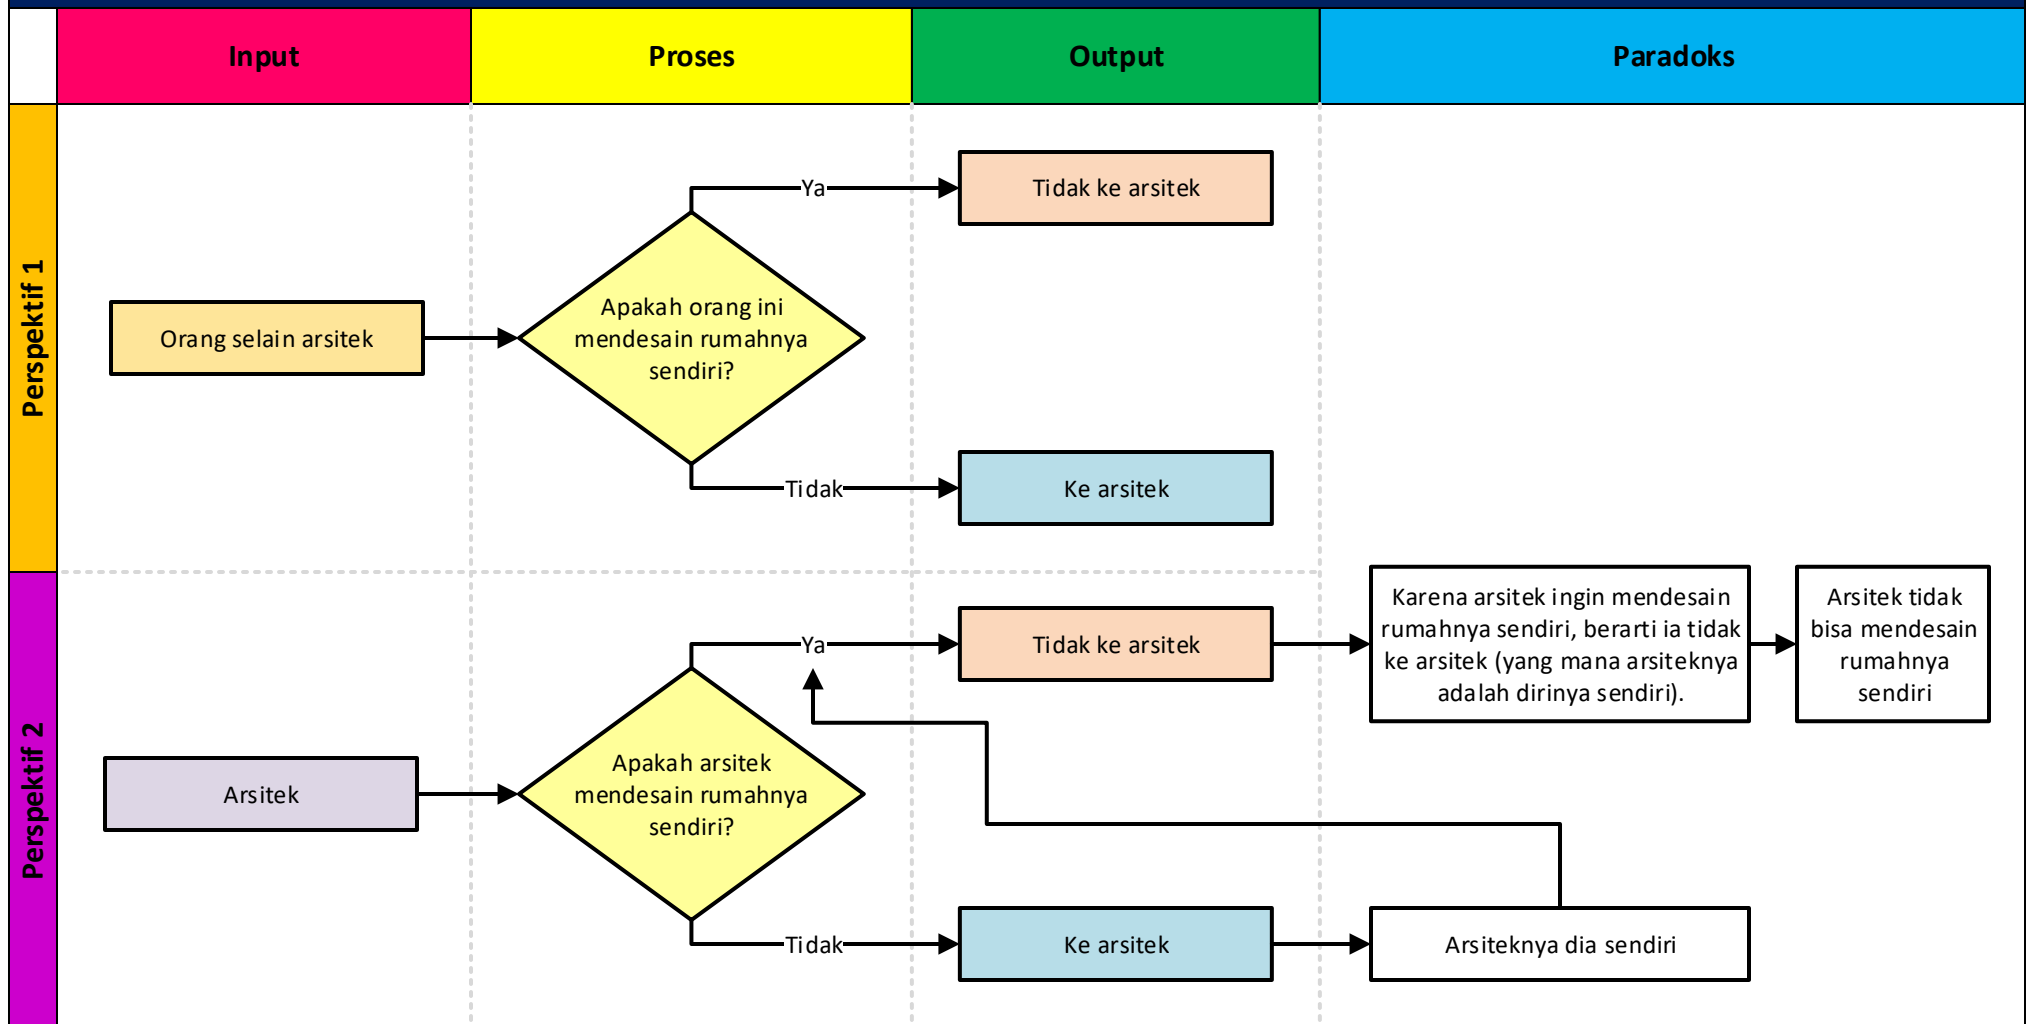 Input
Proses
Output
Paradoks
Perspektif 1
Orang selain arsitek
Apakah orang ini
mendesain rumahnya
sendiri?
Ya
Tidak ke arsitek
Tidak
Ke arsitek
Perspektif 2
Arsitek
Apakah arsitek
mendesain rumahnya
sendiri?
Ya
Tidak ke arsitek
Karena arsitek ingin mendesain
rumahnya sendiri, berarti ia tidak
ke arsitek (yang mana arsiteknya
adalah dirinya sendiri).
Arsitek tidak
bisa mendesain
rumahnya
sendiri
Tidak
Ke arsitek
Arsiteknya dia sendiri